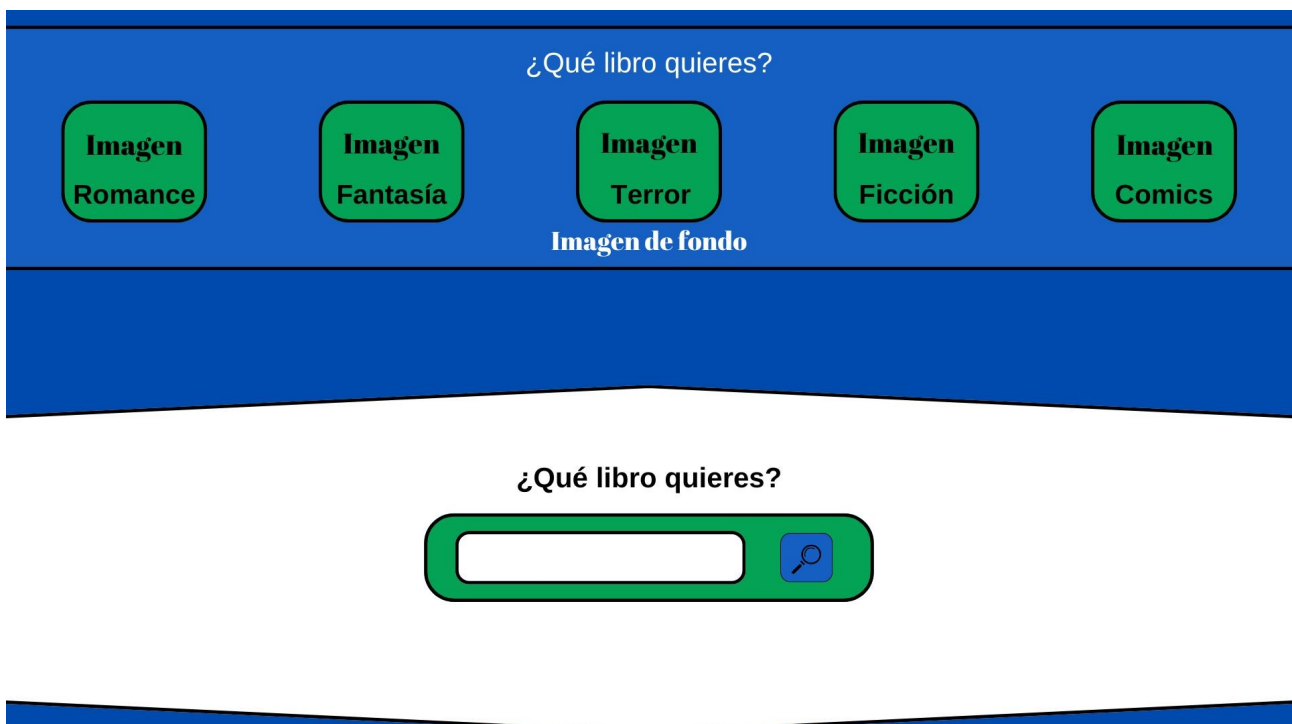 ¿Qué libro quieres?
Imagen Imagen Imagen Imagen Imagen
Romance Fantasía Terror Ficción Comics
Imagen de fondo
¿Qué libro quieres?